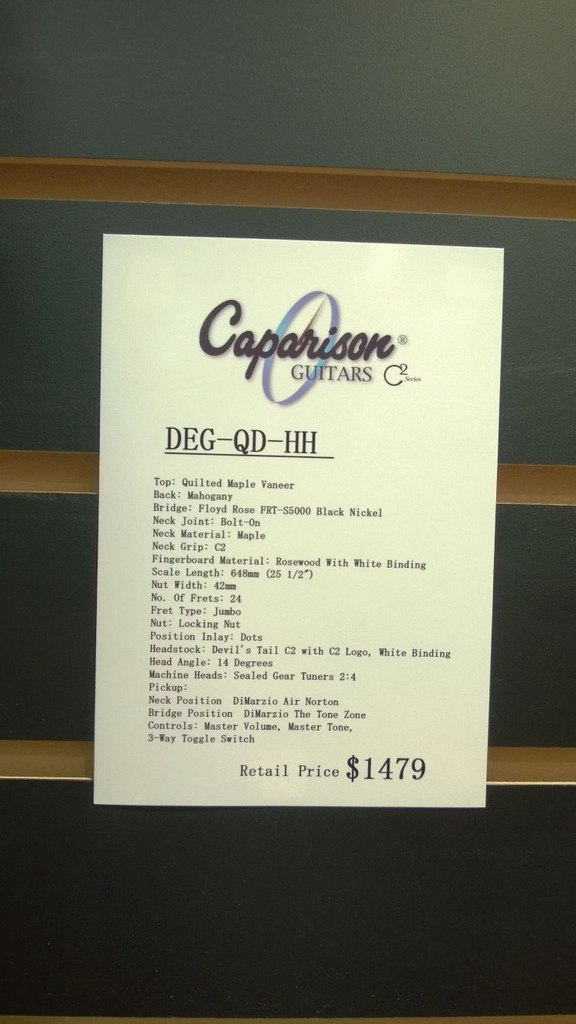 Caparison®
GUITARS C2 Series
DEG-QD-HH
Top: Quilted Maple Vaneer
Back: Mahogany
Bridge: Floyd Rose FRT-S5000 Black Nickel
Neck Joint: Bolt-On
Neck Material: Maple
Neck Grip: C2
Fingerboard Material: Rosewood With White Binding
Scale Length: 648mm (25 1/2")
Nut Width: 42mm
No. Of Frets: 24
Fret Type: Jumbo
Nut: Locking Nut
Position Inlay: Dots
Headstock: Devil's Tail C2 with C2 Logo, White Binding
Head Angle: 14 Degrees
Machine Heads: Sealed Gear Tuners 2:4
Pickup:
Neck Position DiMarzio Air Norton
Bridge Position DiMarzio The Tone Zone
Controls: Master Volume, Master Tone,
3-Way Toggle Switch
Retail Price $1479